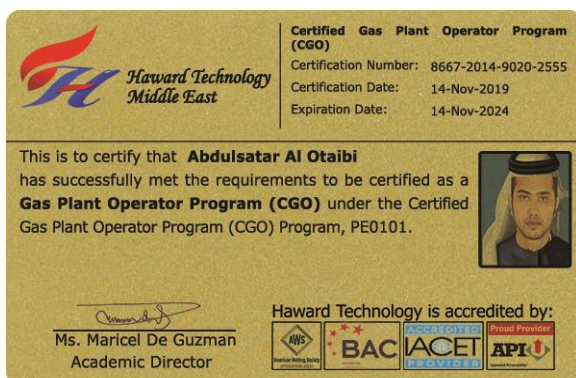 Haward Technology
Middle East
Certified Gas Plant Operator Program
(CGO)
Certification Number: 8667-2014-9020-2555
Certification Date: 14-Nov-2019
Expiration Date: 14-Nov-2024
This is to certify that Abdulsatar Al Otaibi
has successfully met the requirements to be certified as a
Gas Plant Operator Program (CGO) under the Certified
Gas Plant Operator Program (CGO) Program, PE0101.
Ms. Maricel De Guzman
Academic Director
Haward Technology is accredited by:
AWS
American Welding Society
BAC
ACCREDITED
IACET
PROVIDER
Proud Provider
API